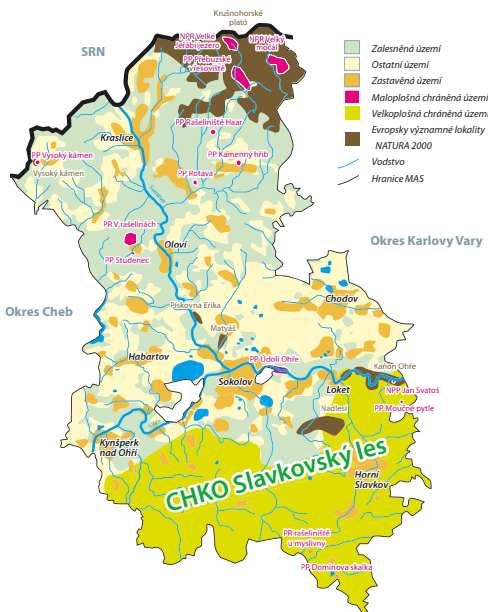 Krušnohorské
plató
NPR Velké
Jeřábí jezero
NPR Velký
močál
SRN
PP Přebuzské
vřesoviště
Zalesněná území
Ostatní území
Zastavěná území
Maloplošná chráněná území
Velkoplošná chráněná území
Evropsky významné lokality
NATURA 2000
Vodstvo
Hranice MAS
PP Rašeliniště Haar
Kraslice
PP Vysoký kámen
Vysoký kámen
PP Kamenný hřib
PP Rotava
Svatava
PR V rašelinách
Oloví
PP Studenec
Okres Karlovy Vary
Okres Cheb
Pískovna Erika
Chodov
Matyáš
Habartov
PP Údolí Ohře
Kaňon Ohře
Sokolov
Loket
NPP Jan Svatoš
Nadlesí
PP Moučné pytle
Kynšperk
nad Ohří
CHKO Slavkovský les
Horní
Slavkov
PR rašeliniště
u myslivny
PP Dominova skalka